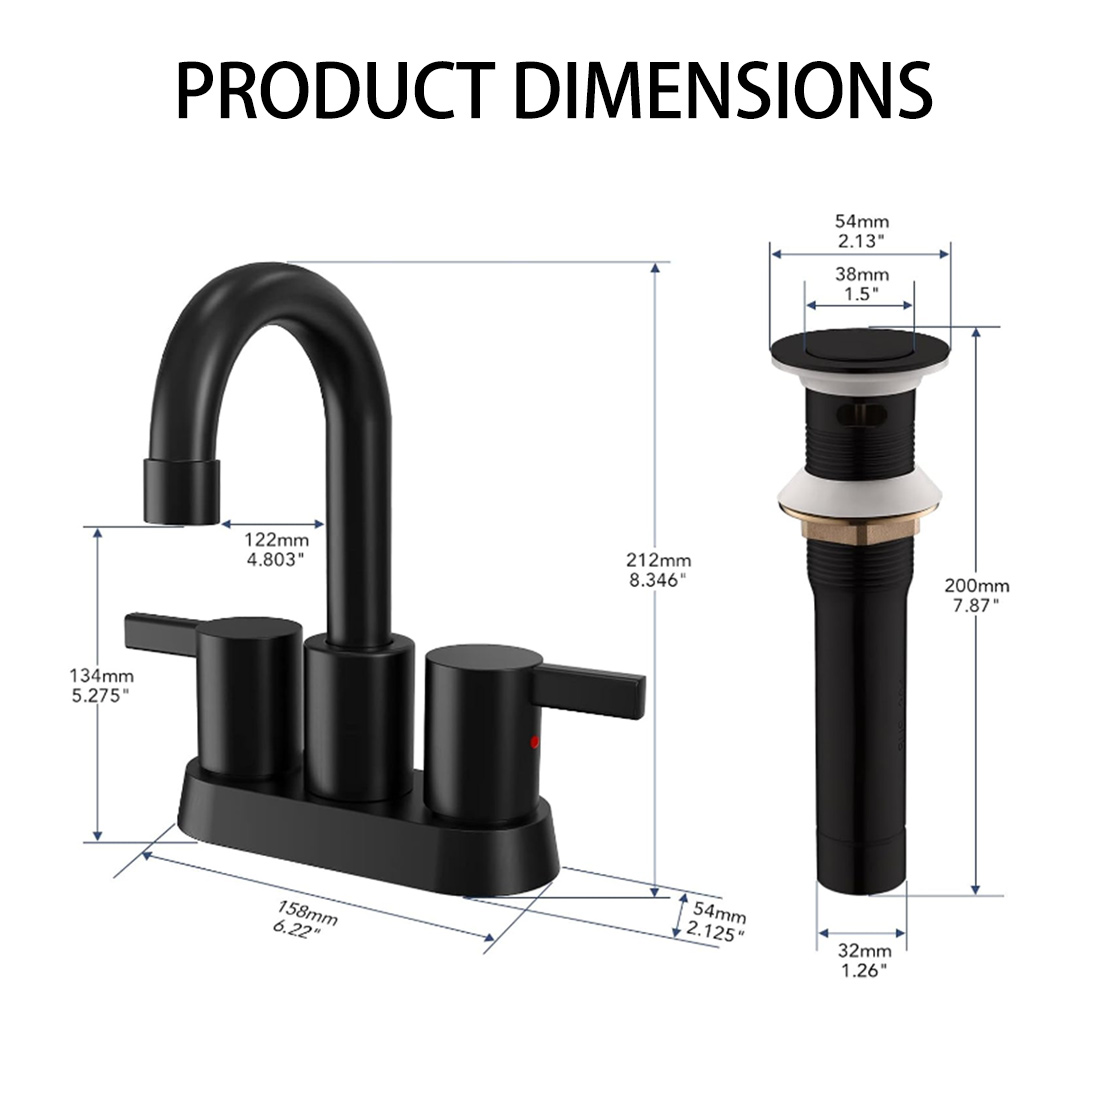 PRODUCT DIMENSIONS
54mm
2.13"
38mm
1.5"
122mm
4.803"
212mm
8.346"
200mm
7.87"
134mm
5.275"
158mm
6.22"
54mm
2.125"
32mm
1.26"